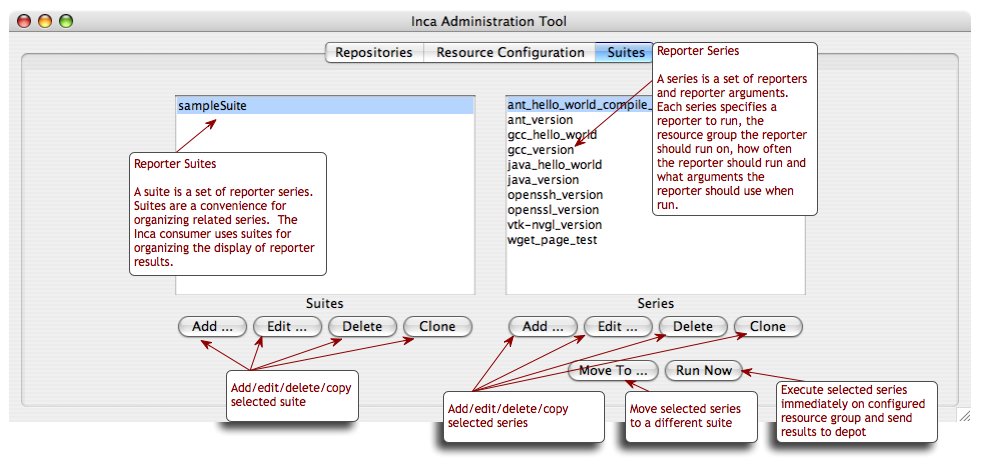 Inca Administration Tool
Repositories
Resource Configuration
Suites
sampleSuite
Reporter Suites
A suite is a set of reporter series.
Suites are a convenience for
organizing related series. The
Inca consumer uses suites for
organizing the display of reporter
results.
Suites
Add ...
Edit ...
Delete
Clone
Add/edit/delete/copy
selected suite
ant_hello_world_compile_
ant_version
gcc_hello_world
gcc_version
java_hello_world
java_version
openssh_version
openssl_version
vtk-nvgl_version
wget_page_test
Reporter Series
A series is a set of reporters
and reporter arguments.
Each series specifies a
reporter to run, the
resource group the reporter
should run on, how often
the reporter should run and
what arguments the
reporter should use when
run.
Series
Add ...
Edit ...
Delete
Clone
Move To ...
Run Now
Add/edit/delete/copy
selected series
Move selected series
to a different suite
Execute selected series
immediately on configured
resource group and send
results to depot